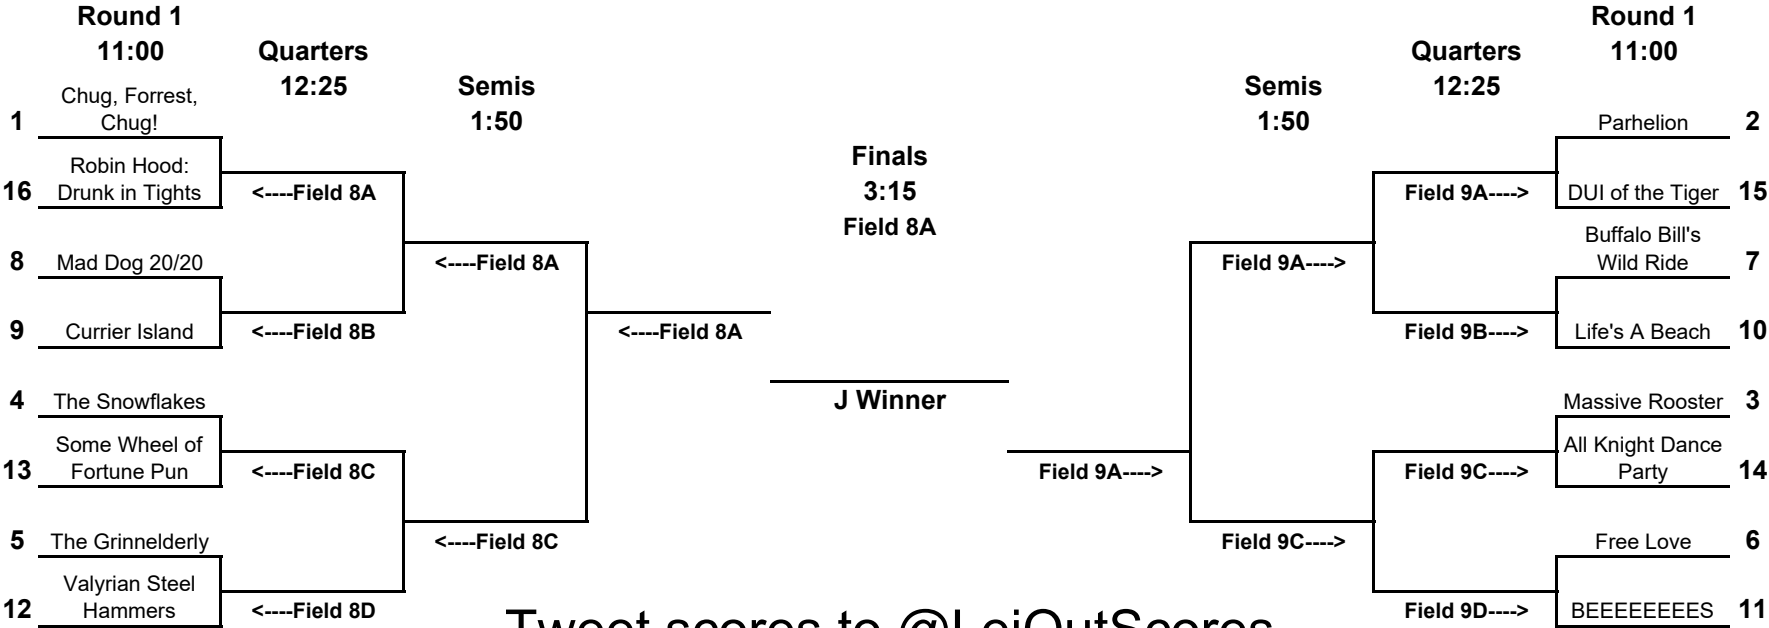 Round 1
11:00
Quarters
12:25
Semis
1:50
Finals
3:15
Field 8A
Semis
1:50
Quarters
12:25
Round 1
11:00
1 Chug, Forrest,
Chug!
16 Robin Hood:
Drunk in Tights
<----Field 8A
8 Mad Dog 20/20
9 Currier Island
<----Field 8B
<----Field 8A
4 The Snowflakes
13 Some Wheel of
Fortune Pun
<----Field 8C
5 The Grinnelderly
12 Valyrian Steel
Hammers
<----Field 8D
<----Field 8C
<----Field 8A
J Winner
Field 9A---->
Field 9A---->
Field 9C---->
Field 9A---->
Parhelion 2
DUI of the Tiger 15
Field 9B---->
Buffalo Bill's
Wild Ride 7
Life's A Beach 10
Field 9C---->
Massive Rooster 3
All Knight Dance
Party 14
Field 9D---->
Free Love 6
BEEEEEEEES 11
Tweet scores to @LeiOutScores